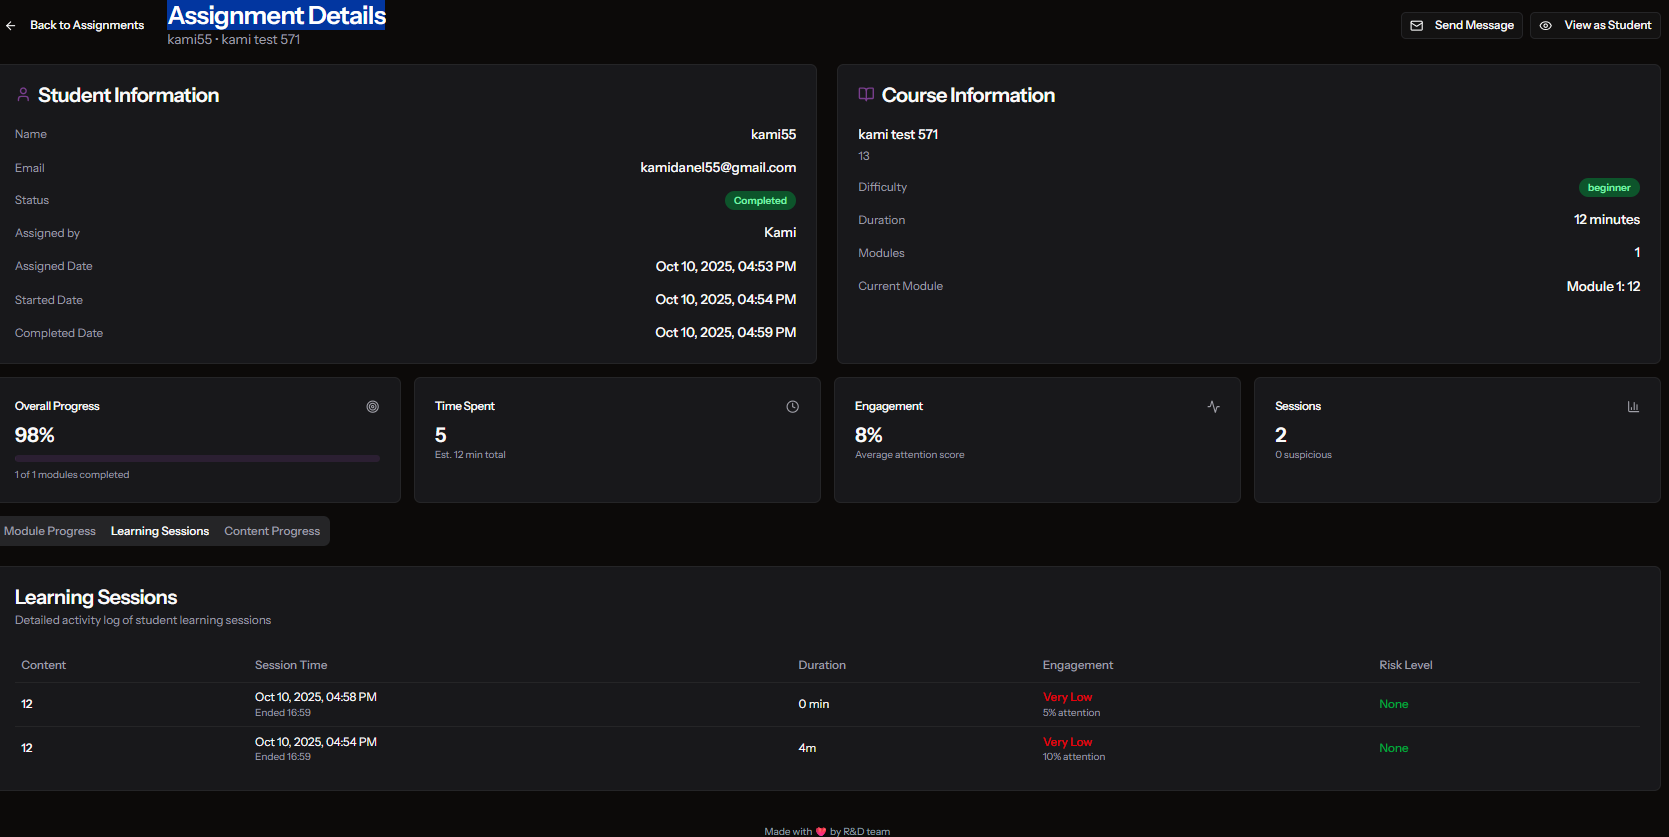 Back to Assignments
Assignment Details
kami55 • kami test 571
Send Message
View as Student
Student Information
Name kami55
Email kamidanel55@gmail.com
Status Completed
Assigned by Kami
Assigned Date Oct 10, 2025, 04:53 PM
Started Date Oct 10, 2025, 04:54 PM
Completed Date Oct 10, 2025, 04:59 PM
Course Information
kami test 571
13
Difficulty beginner
Duration 12 minutes
Modules 1
Current Module Module 1: 12
Overall Progress
98%
1 of 1 modules completed
Time Spent
5
Est. 12 min total
Engagement
8%
Average attention score
Sessions
2
0 suspicious
Module Progress Learning Sessions Content Progress
Learning Sessions
Detailed activity log of student learning sessions
Content Session Time Duration Engagement Risk Level
12 Oct 10, 2025, 04:58 PM 0 min Very Low None
Ended 16:59 5% attention
12 Oct 10, 2025, 04:54 PM 4m Very Low None
Ended 16:59 10% attention
Made with ❤️ by R&D team